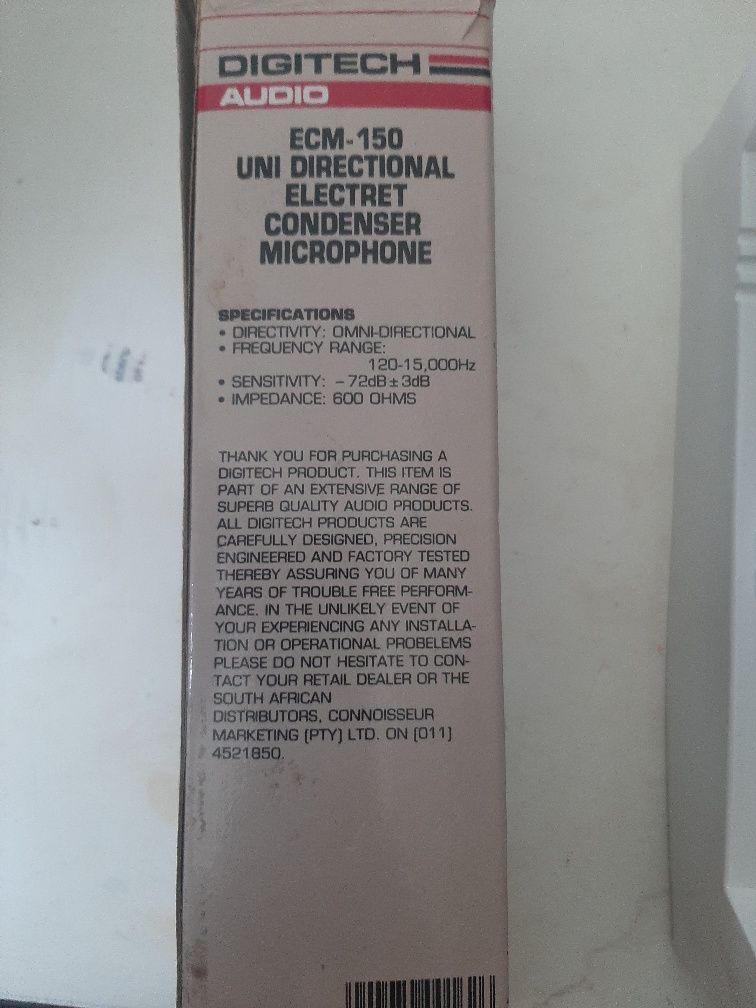 DIGITECH
AUDIO
ECM-150
UNI DIRECTIONAL
ELECTRET
CONDENSER
MICROPHONE
SPECIFICATIONS
• DIRECTIVITY: OMNI-DIRECTIONAL
• FREQUENCY RANGE:
120-15,000Hz
• SENSITIVITY: -72dB±3dB
• IMPEDANCE: 600 OHMS
THANK YOU FOR PURCHASING A
DIGITECH PRODUCT. THIS ITEM IS
PART OF AN EXTENSIVE RANGE OF
SUPERB QUALITY AUDIO PRODUCTS.
ALL DIGITECH PRODUCTS ARE
CAREFULLY DESIGNED, PRECISION
ENGINEERED AND FACTORY TESTED
THEREBY ASSURING YOU OF MANY
YEARS OF TROUBLE FREE PERFORM-
ANCE. IN THE UNLIKELY EVENT OF
YOUR EXPERIENCING ANY INSTALLA-
TION OR OPERATIONAL PROBELEMS
PLEASE DO NOT HESITATE TO CON-
TACT YOUR RETAIL DEALER OR THE
SOUTH AFRICAN
DISTRIBUTORS, CONNOISSEUR
MARKETING (PTY) LTD. ON (011)
4521850.